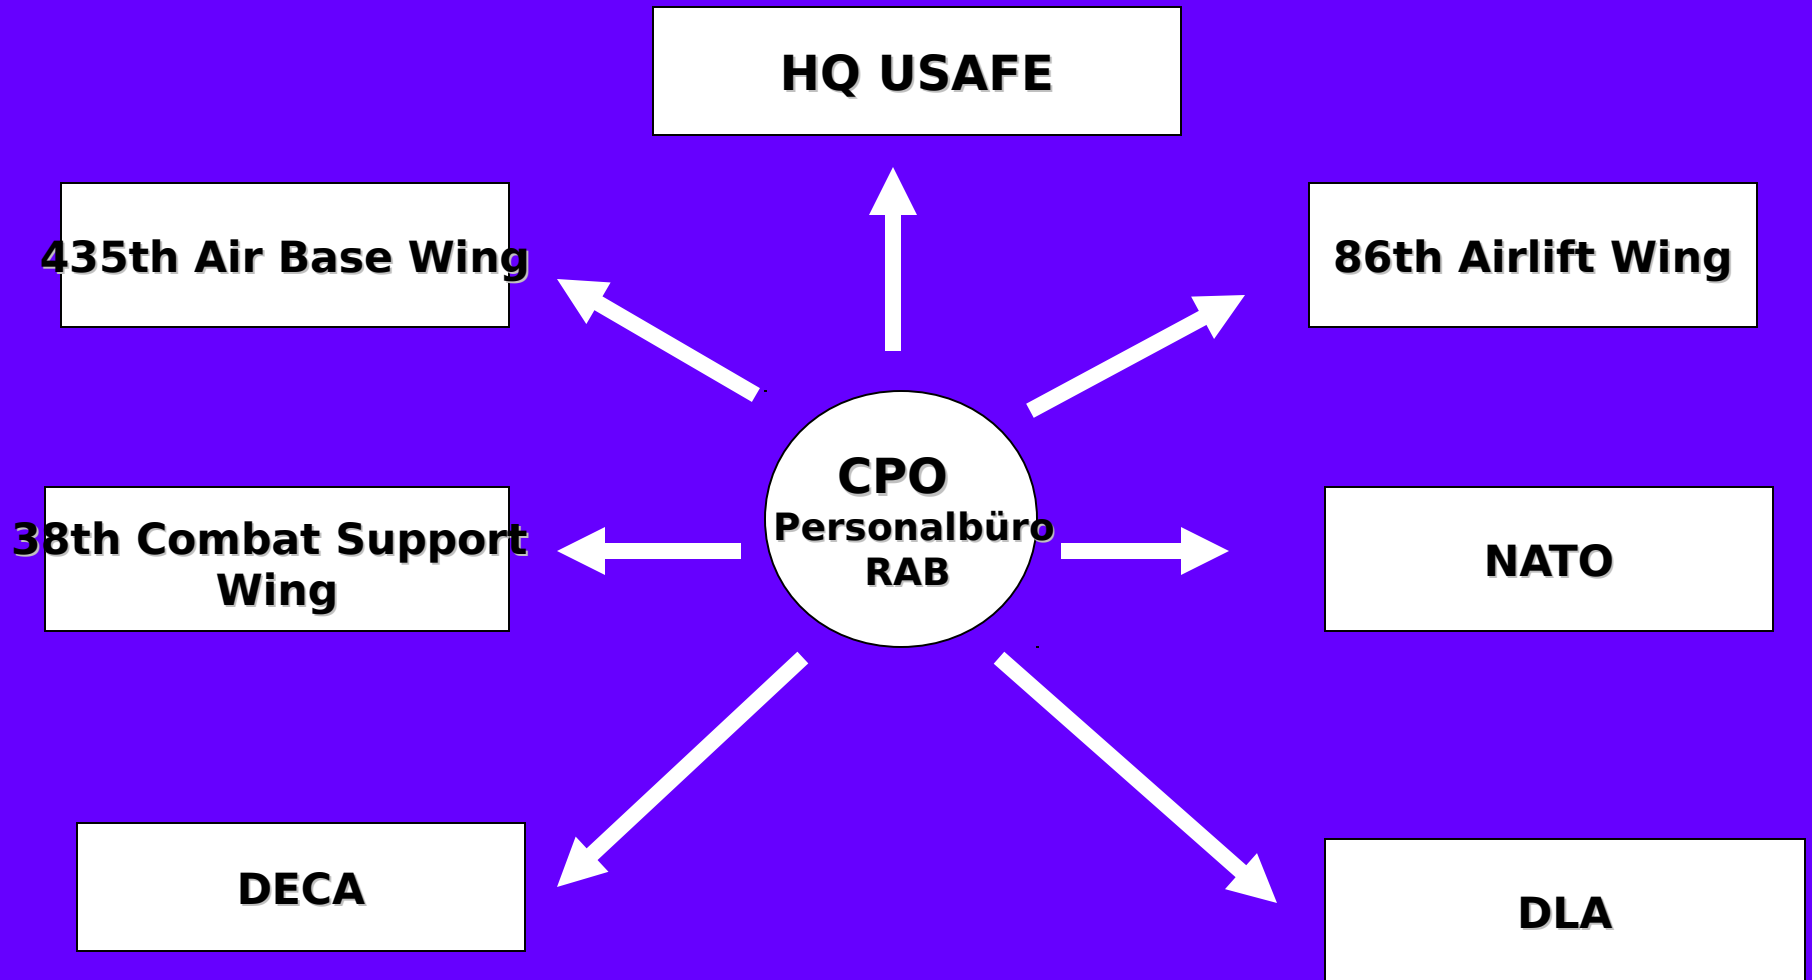 HQ USAFE
435th Air Base Wing
86th Airlift Wing
CPO
Personalbüro
RAB
38th Combat Support
Wing
NATO
DECA
DLA